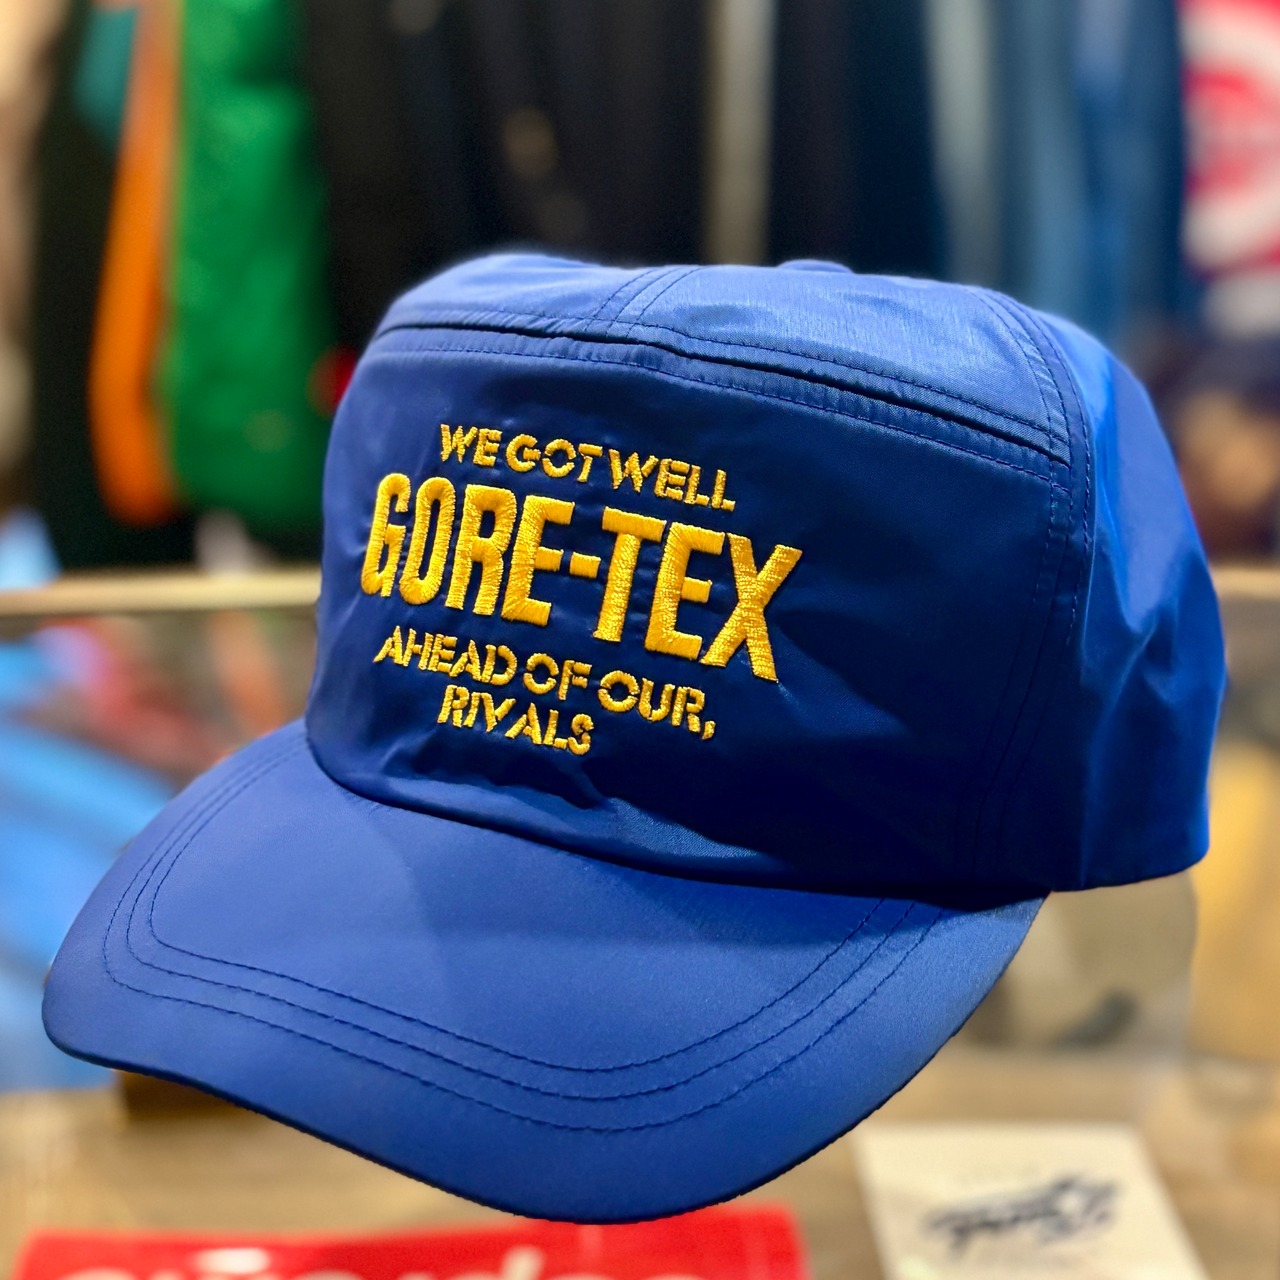 WE GOT WELL
GORE-TEX
AHEAD OF OUR,
RIVALS